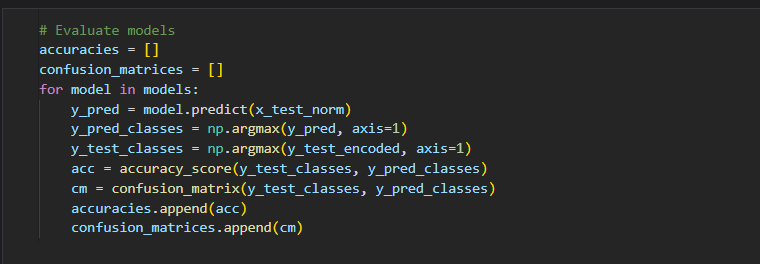 # Evaluate models
accuracies = []
confusion_matrices = []
for model in models:
    y_pred = model.predict(x_test_norm)
    y_pred_classes = np.argmax(y_pred, axis=1)
    y_test_classes = np.argmax(y_test_encoded, axis=1)
    acc = accuracy_score(y_test_classes, y_pred_classes)
    cm = confusion_matrix(y_test_classes, y_pred_classes)
    accuracies.append(acc)
    confusion_matrices.append(cm)